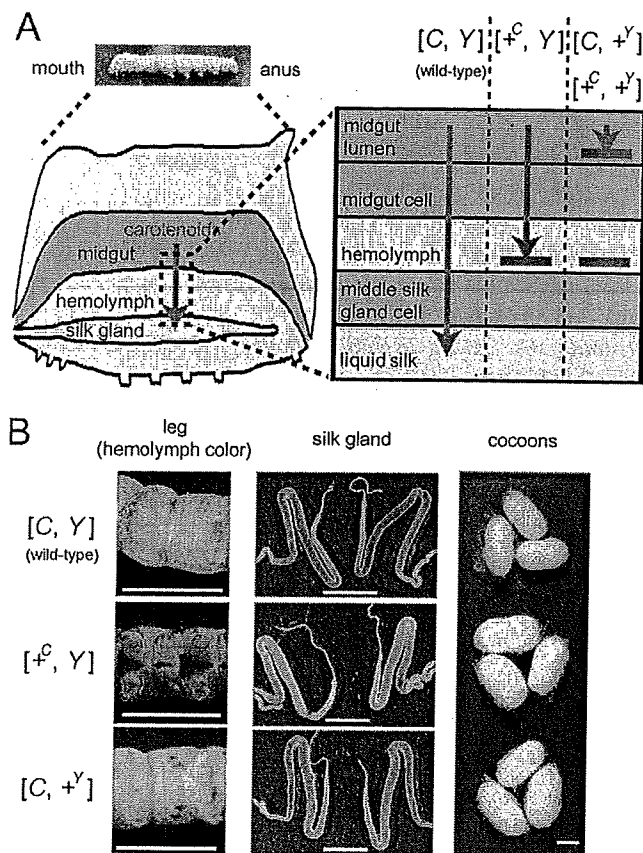 A
mouth
anus
[C, Y]
(wild-type)
[+^C, Y]
[C, +^Y]
[+^C, +^Y]
carotenoid
midgut
hemolymph
silk gland
midgut
lumen
midgut cell
hemolymph
middle silk
gland cell
liquid silk
B
leg
(hemolymph color)
silk gland
cocoons
[C, Y]
(wild-type)
[+^C, Y]
[C, +^Y]